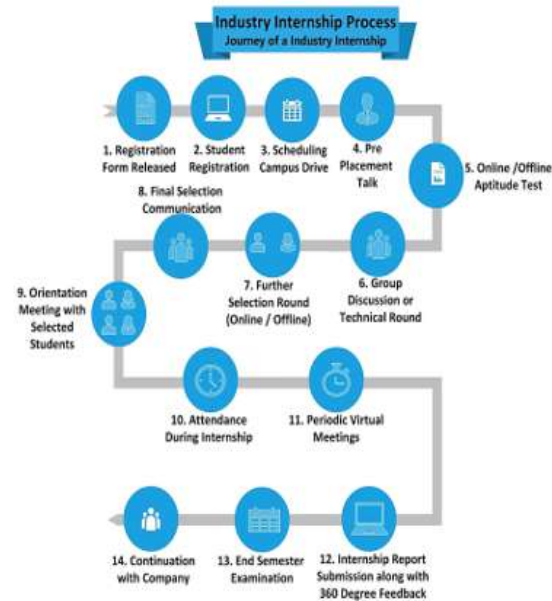 Industry Internship Process
Journey of a Industry Internship
1. Registration
Form Released
2. Student
Registration
3. Scheduling
Campus Drive
4. Pre
Placement
Talk
5. Online /Offline
Aptitude Test
6. Group
Discussion or
Technical Round
7. Further
Selection Round
(Online / Offline)
8. Final Selection
Communication
9. Orientation
Meeting with
Selected
Students
10. Attendance
During Internship
11. Periodic Virtual
Meetings
12. Internship Report
Submission along with
360 Degree Feedback
13. End Semester
Examination
14. Continuation
with Company